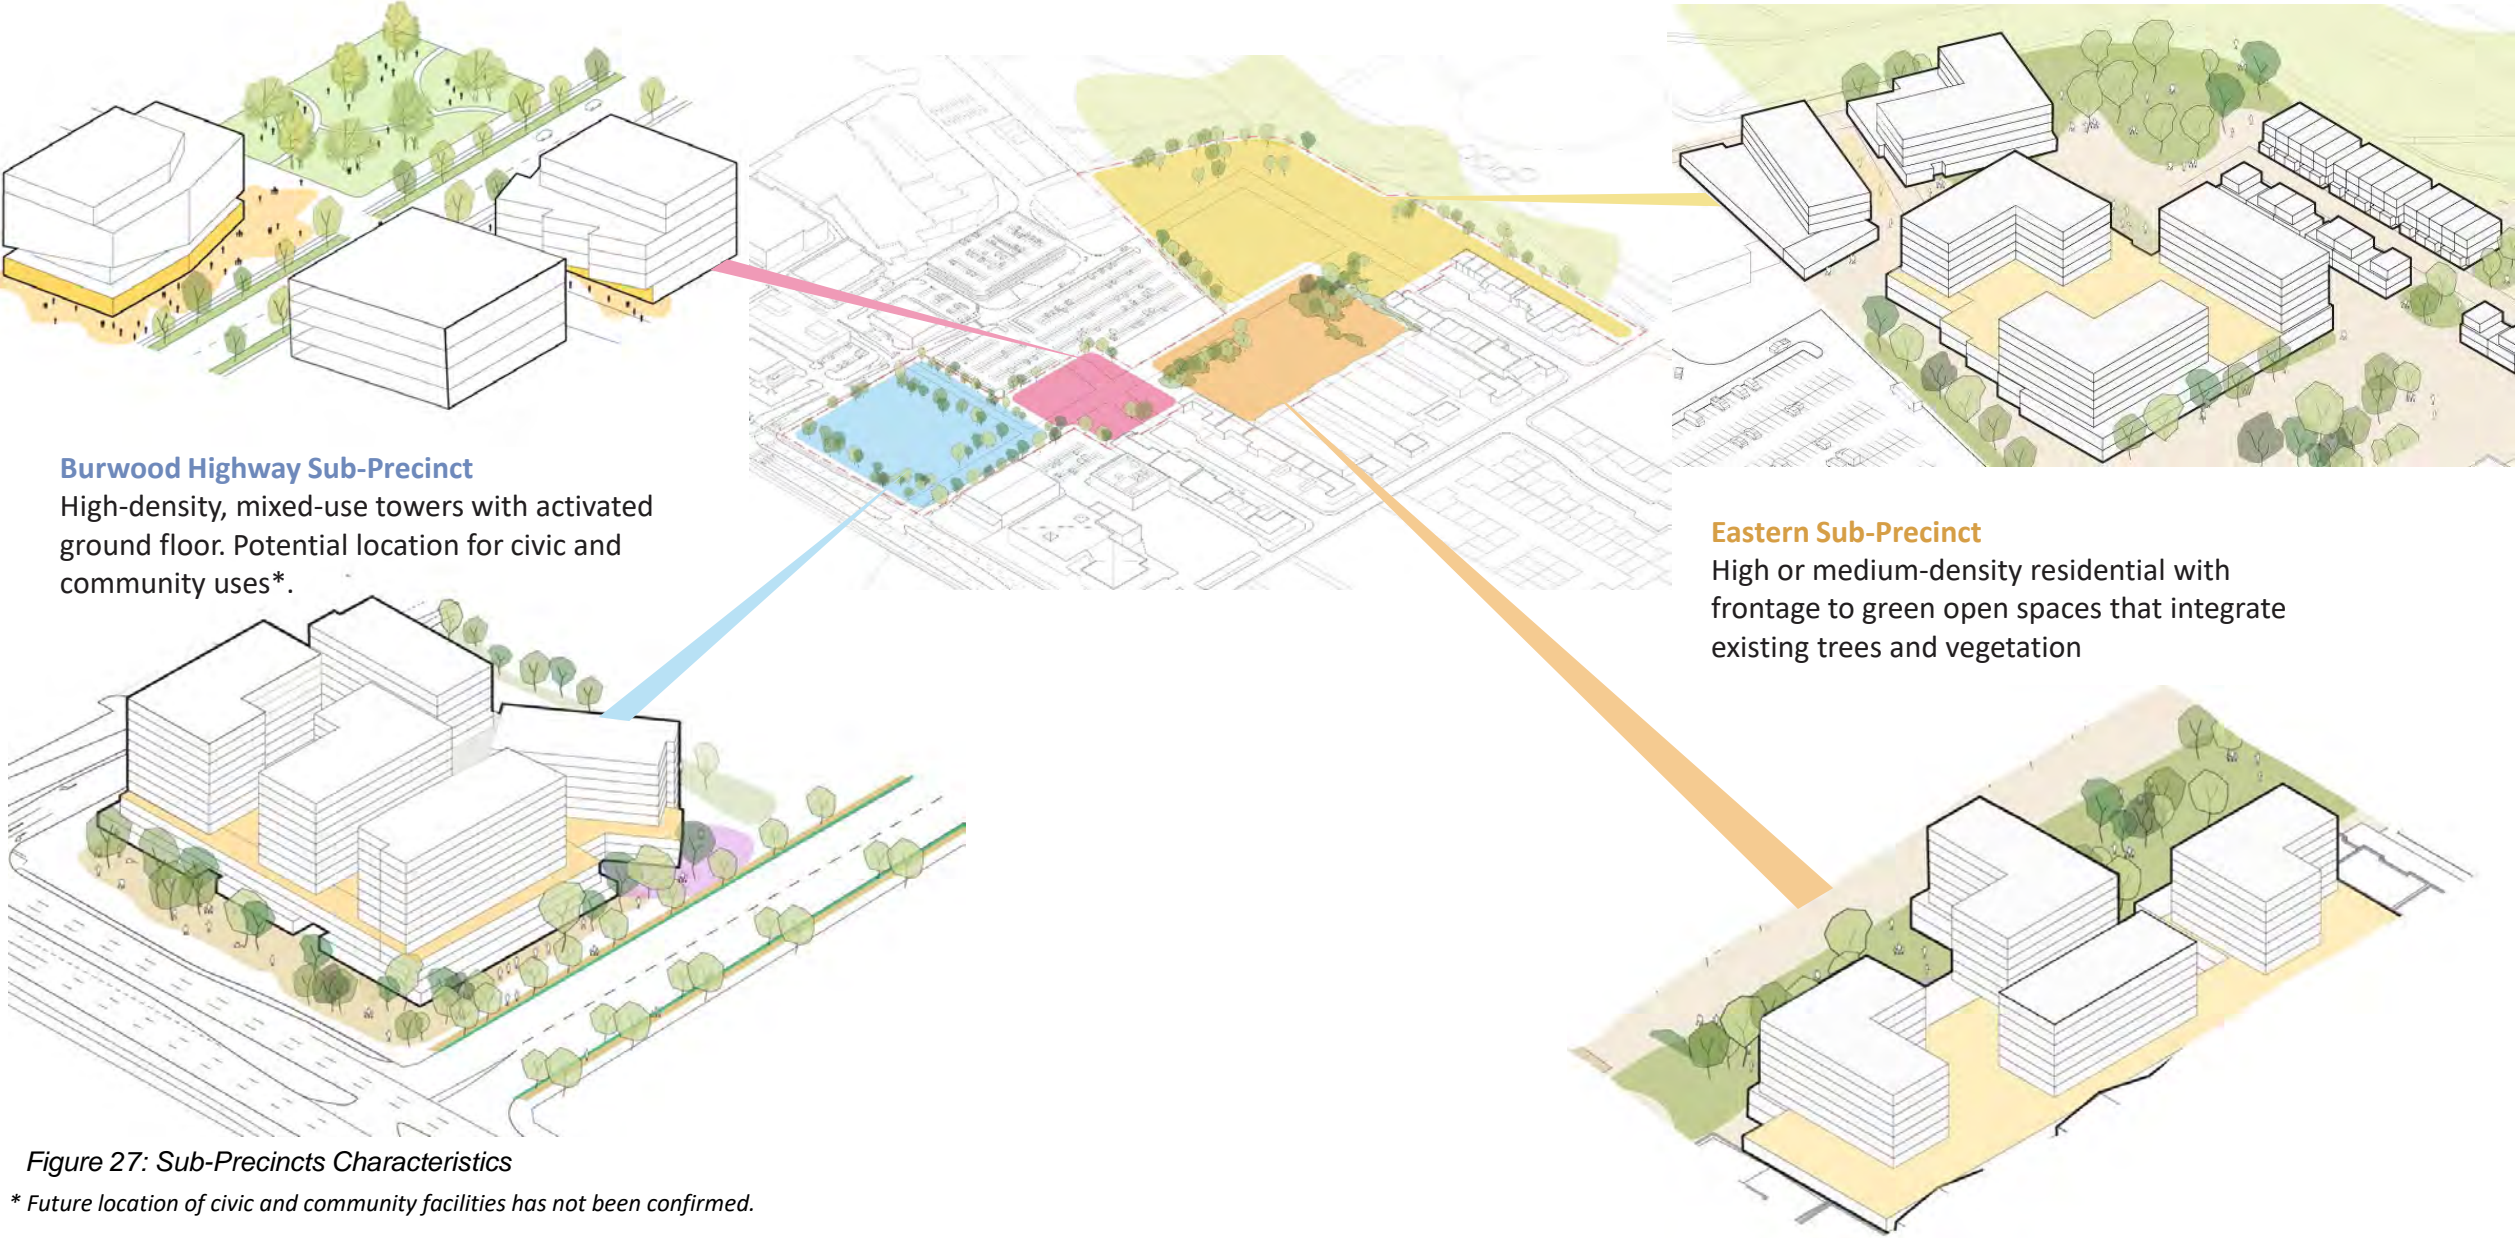 Burwood Highway Sub-Precinct
High-density, mixed-use towers with activated
ground floor. Potential location for civic and
community uses*.
Eastern Sub-Precinct
High or medium-density residential with
frontage to green open spaces that integrate
existing trees and vegetation
Figure 27: Sub-Precincts Characteristics
* Future location of civic and community facilities has not been confirmed.